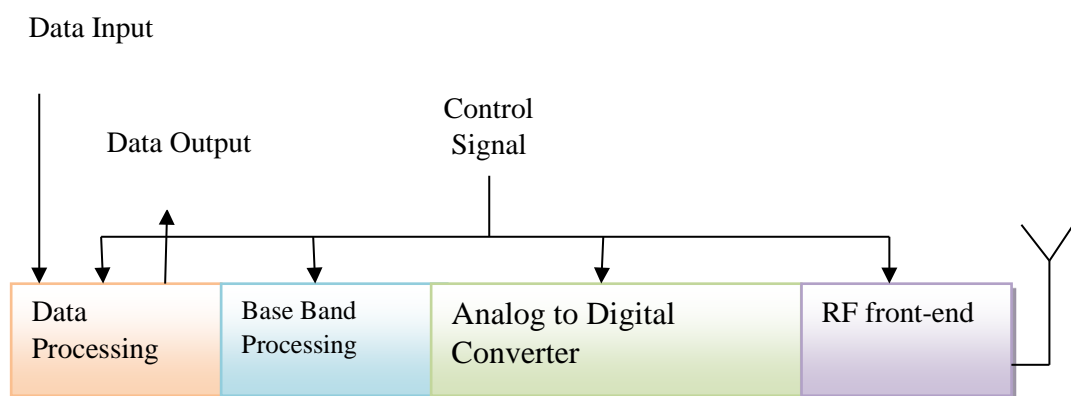 Data Input
Control
Signal
Data Output
Data
Processing
Base Band
Processing
Analog to Digital
Converter
RF front-end